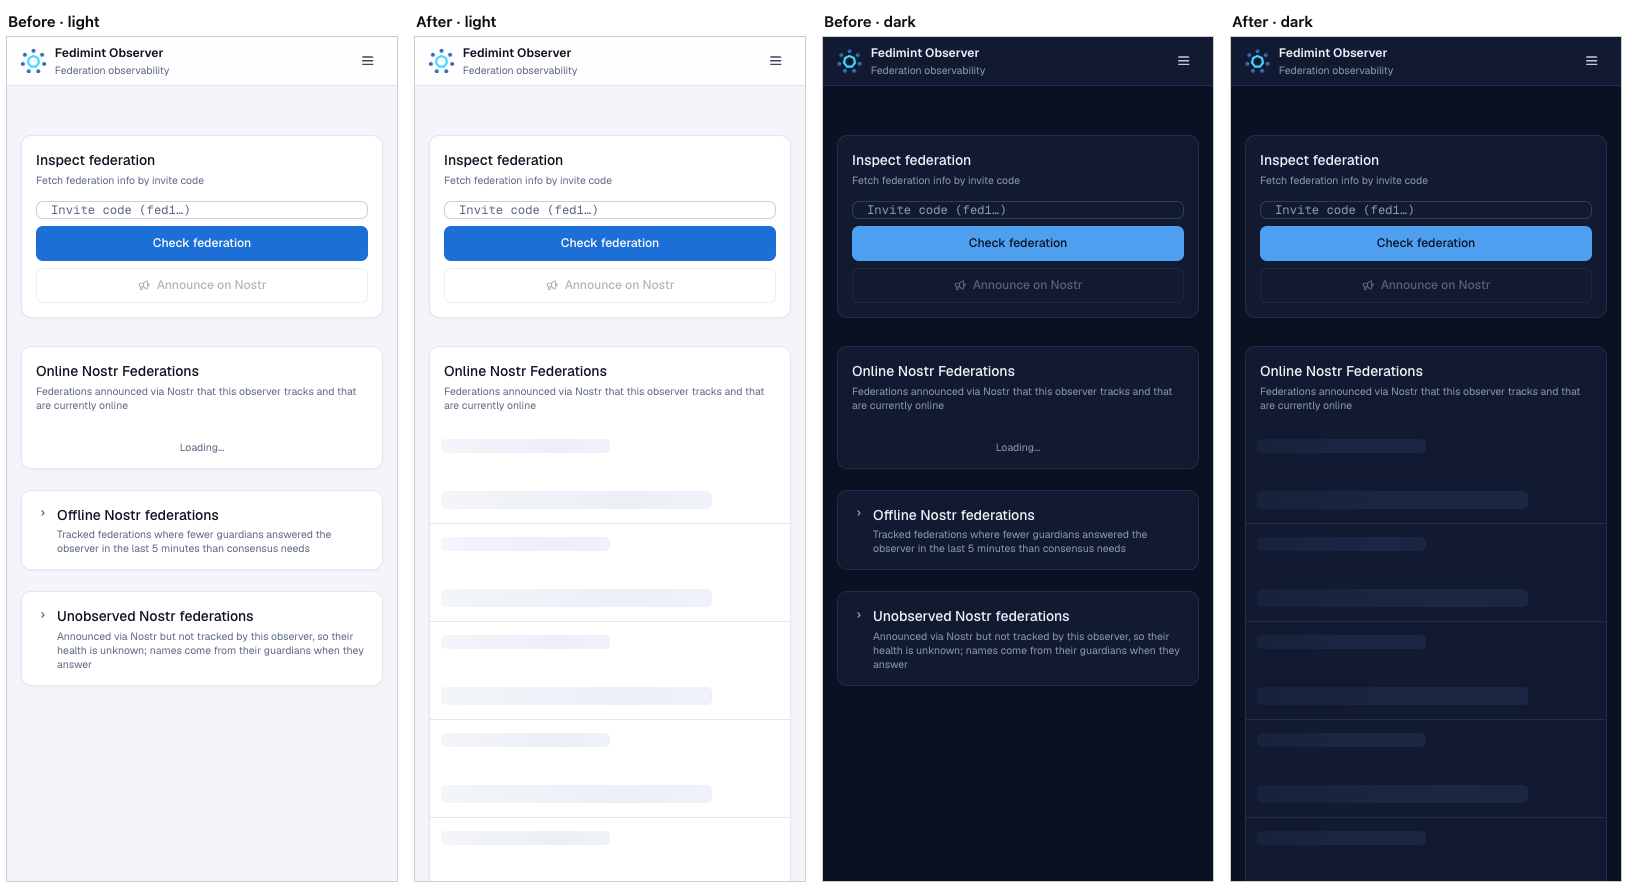 Before · light
Fedimint Observer
Federation observability
Inspect federation
Fetch federation info by invite code
Invite code (fed1…)
Check federation
Announce on Nostr
Online Nostr Federations
Federations announced via Nostr that this observer tracks and that
are currently online
Loading…
Offline Nostr federations
Tracked federations where fewer guardians answered the
observer in the last 5 minutes than consensus needs
Unobserved Nostr federations
Announced via Nostr but not tracked by this observer, so their
health is unknown; names come from their guardians when they
answer
After · light
Fedimint Observer
Federation observability
Inspect federation
Fetch federation info by invite code
Invite code (fed1…)
Check federation
Announce on Nostr
Online Nostr Federations
Federations announced via Nostr that this observer tracks and that
are currently online
Before · dark
Fedimint Observer
Federation observability
Inspect federation
Fetch federation info by invite code
Invite code (fed1…)
Check federation
Announce on Nostr
Online Nostr Federations
Federations announced via Nostr that this observer tracks and that
are currently online
Loading…
Offline Nostr federations
Tracked federations where fewer guardians answered the
observer in the last 5 minutes than consensus needs
Unobserved Nostr federations
Announced via Nostr but not tracked by this observer, so their
health is unknown; names come from their guardians when they
answer
After · dark
Fedimint Observer
Federation observability
Inspect federation
Fetch federation info by invite code
Invite code (fed1…)
Check federation
Announce on Nostr
Online Nostr Federations
Federations announced via Nostr that this observer tracks and that
are currently online